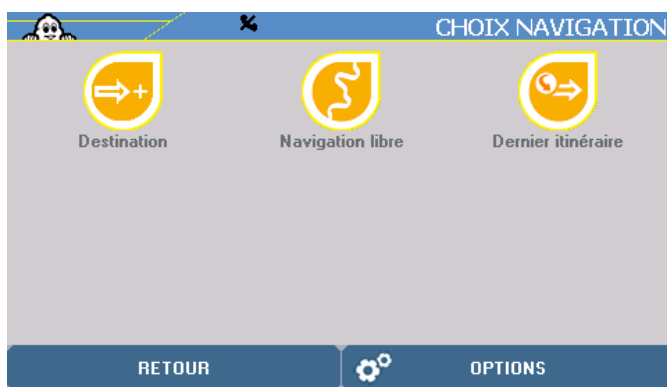 CHOIX NAVIGATION
Destination
Navigation libre
Dernier itinéraire
RETOUR
OPTIONS